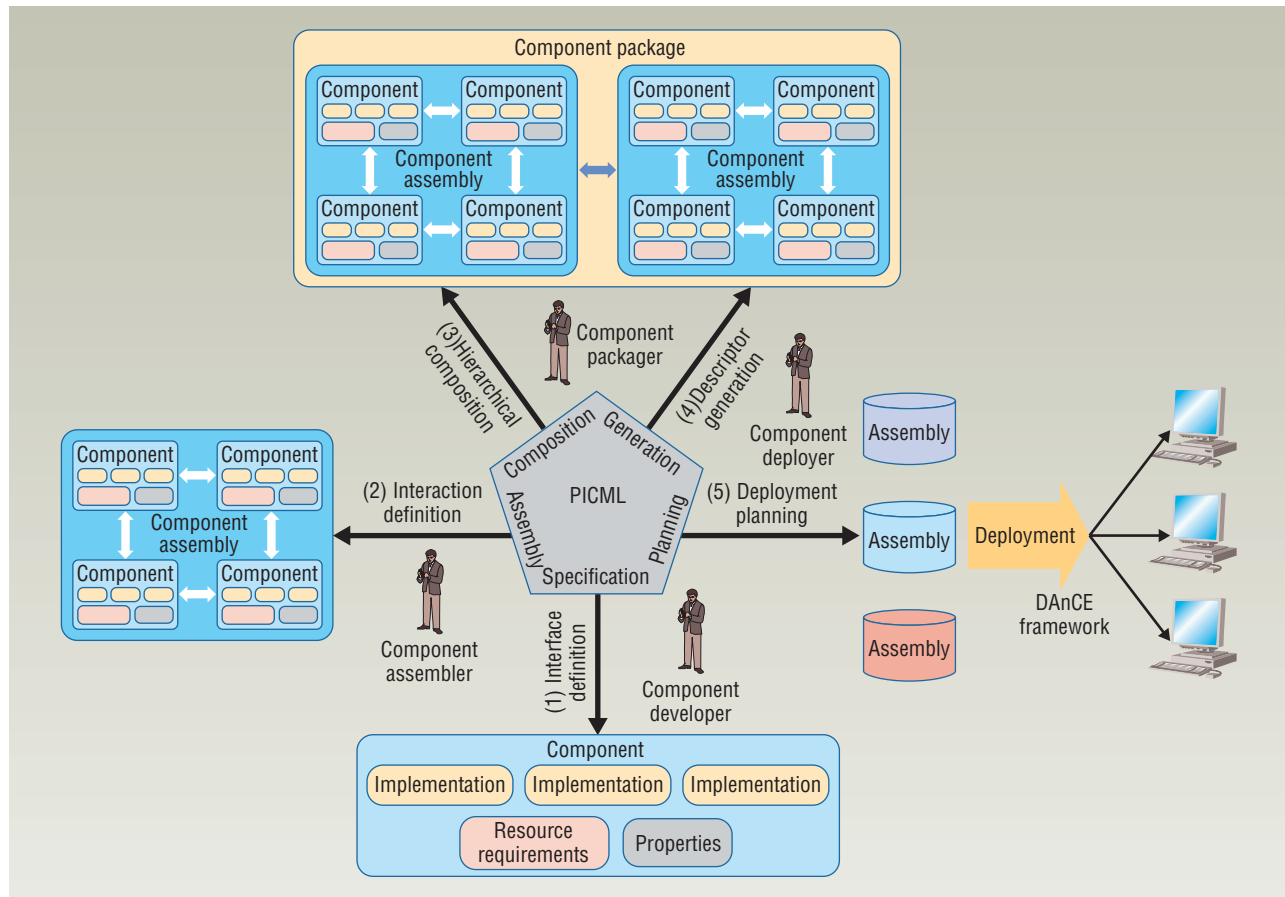 Component package
Component
Component
Component
assembly
Component
Component
Component
Component
Component
assembly
Component
Component
(3)Hierarchical
composition
Component
packager
(4)Descriptor
generation
Component
deployer
Composition
Generation
PICML
Assembly
Planning
Specification
(2) Interaction
definition
Component
Component
Component
assembly
Component
Component
Component
assembler
(5) Deployment
planning
Assembly
Assembly
Assembly
Deployment
DAnCE
framework
(1) Interface
definition
Component
developer
Component
Implementation
Implementation
Implementation
Resource
requirements
Properties